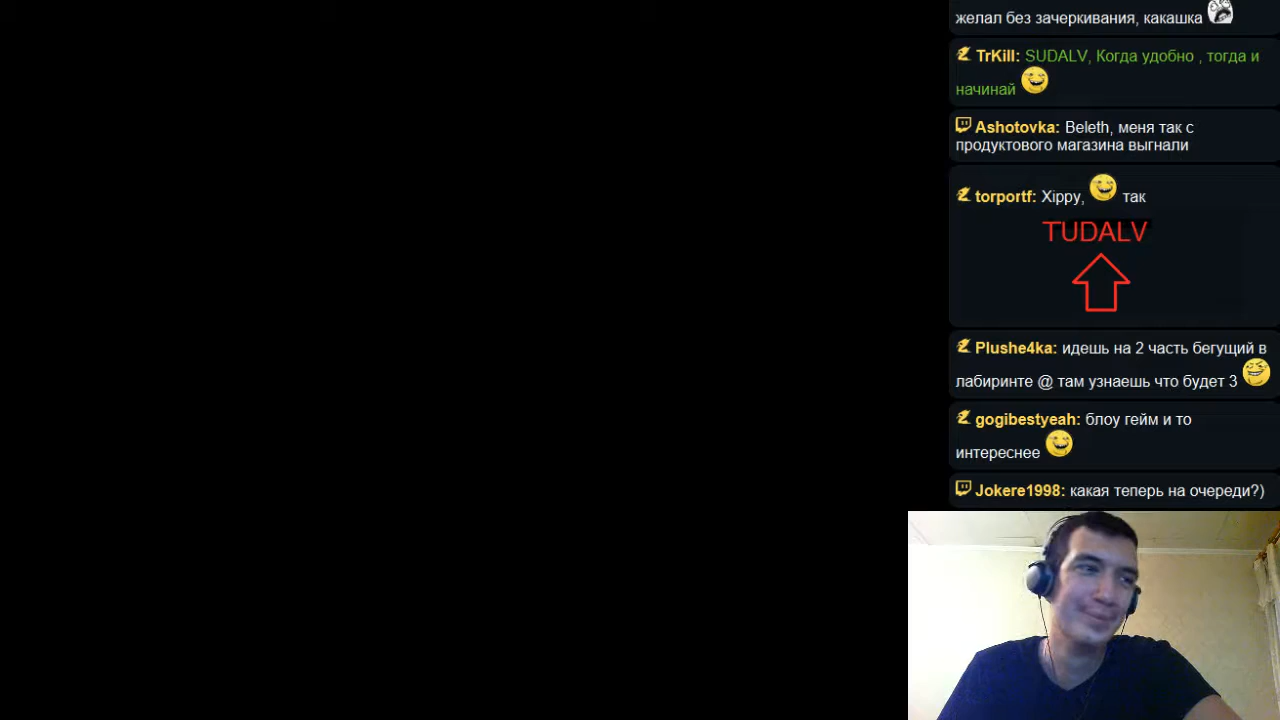 желал без зачеркивания, какашка
TrKill: SUDALV, Когда удобно , тогда и
начинай
Ashotovka: Beleth, меня так с
продуктового магазина выгнали
torportf: Xippy, так
TUDALV
Plushe4ka: идешь на 2 часть бегущий в
лабиринте @ там узнаешь что будет 3
gogibestyeah: блоу гейм и то
интереснее
Jokere1998: какая теперь на очереди?)